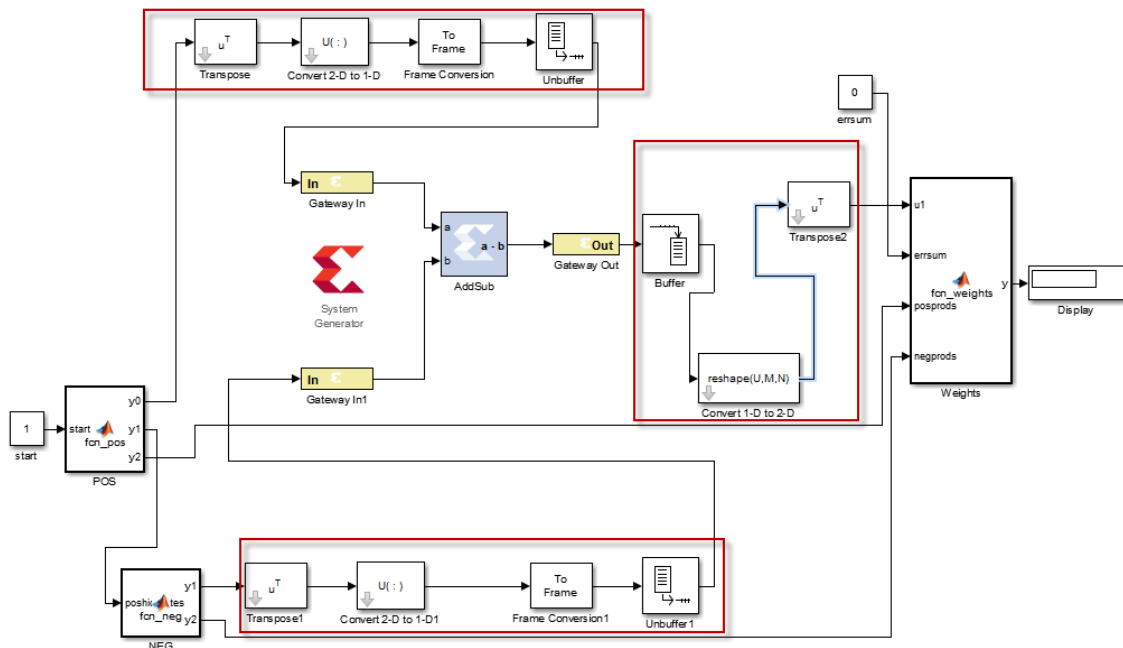 u^T
Transpose
U( : )
Convert 2-D to 1-D
To
Frame
Frame Conversion
Unbuffer
0
errsum
In
Gateway In
a
b
a - b
AddSub
System
Generator
Out
Gateway Out
Buffer
u^T
Transpose2
reshape(U,M,N)
Convert 1-D to 2-D
u1
errsum
posprods
negprods
fcn_weights
y
Weights
Display
In
Gateway In1
1
start
start
fcn_pos
y0
y1
y2
POS
fcn_neg
y1
y2
NEG
u^T
Transpose1
U( : )
Convert 2-D to 1-D1
To
Frame
Frame Conversion1
Unbuffer1